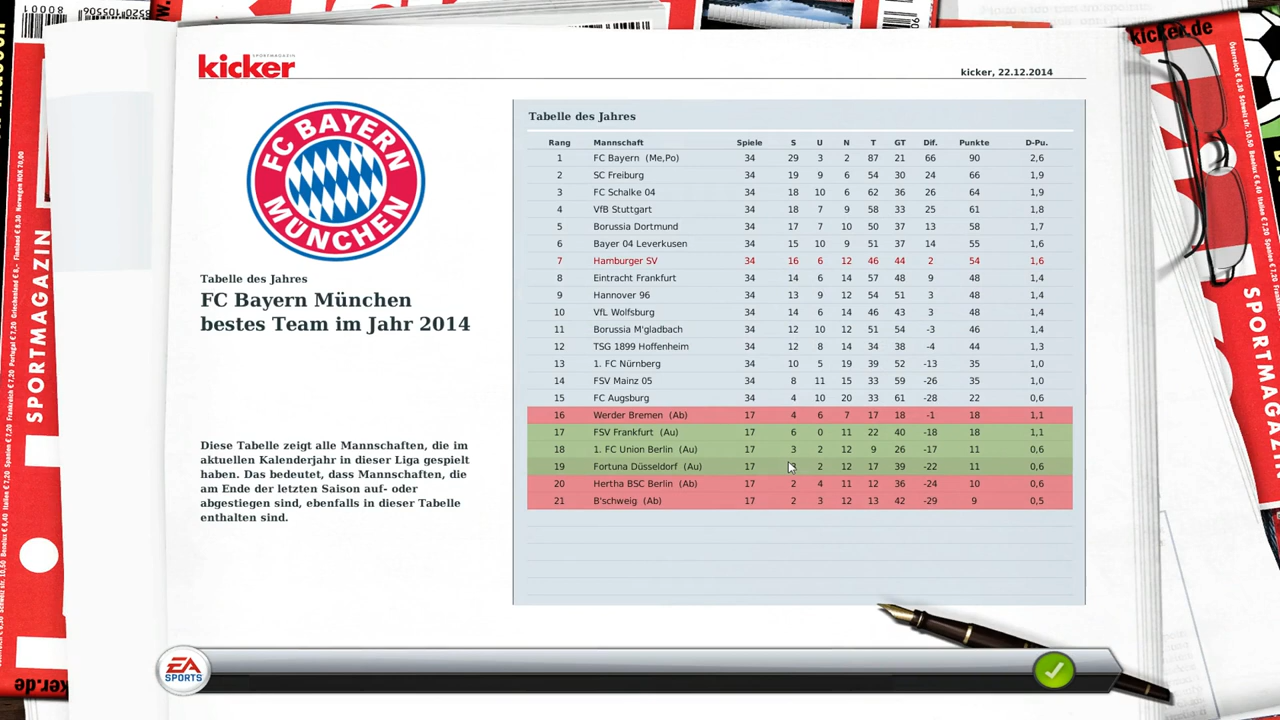 kicker.de
kicker
SPORTMAGAZIN
kicker, 22.12.2014
FC BAYERN
MÜNCHEN
Tabelle des Jahres
FC Bayern München
bestes Team im Jahr 2014
Diese Tabelle zeigt alle Mannschaften, die im
aktuellen Kalenderjahr in dieser Liga gespielt
haben. Das bedeutet, dass Mannschaften, die
am Ende der letzten Saison auf- oder
abgestiegen sind, ebenfalls in dieser Tabelle
enthalten sind.
Tabelle des Jahres
Rang Mannschaft Spiele S U N T GT Dif. Punkte D-Pu.
1 FC Bayern (Me,Po) 34 29 3 2 87 21 66 90 2,6
2 SC Freiburg 34 19 9 6 54 30 24 66 1,9
3 FC Schalke 04 34 18 10 6 62 36 26 64 1,9
4 VfB Stuttgart 34 18 7 9 58 33 25 61 1,8
5 Borussia Dortmund 34 17 7 10 50 37 13 58 1,7
6 Bayer 04 Leverkusen 34 15 10 9 51 37 14 55 1,6
7 Hamburger SV 34 16 6 12 46 44 2 54 1,6
8 Eintracht Frankfurt 34 14 6 14 57 48 9 48 1,4
9 Hannover 96 34 13 9 12 54 51 3 48 1,4
10 VfL Wolfsburg 34 14 6 14 46 43 3 48 1,4
11 Borussia M'gladbach 34 12 10 12 51 54 -3 46 1,4
12 TSG 1899 Hoffenheim 34 12 8 14 34 38 -4 44 1,3
13 1. FC Nürnberg 34 10 5 19 39 52 -13 35 1,0
14 FSV Mainz 05 34 8 11 15 33 59 -26 35 1,0
15 FC Augsburg 34 4 10 20 33 61 -28 22 0,6
16 Werder Bremen (Ab) 17 4 6 7 17 18 -1 18 1,1
17 FSV Frankfurt (Au) 17 6 0 11 22 40 -18 18 1,1
18 1. FC Union Berlin (Au) 17 3 2 12 9 26 -17 11 0,6
19 Fortuna Düsseldorf (Au) 17 2 12 17 39 -22 11 0,6
20 Hertha BSC Berlin (Ab) 17 2 4 11 12 36 -24 10 0,6
21 B'schweig (Ab) 17 2 3 12 13 42 -29 9 0,5
SPORTMAGAZIN
SPORTMAGAZIN
EA
SPORTS